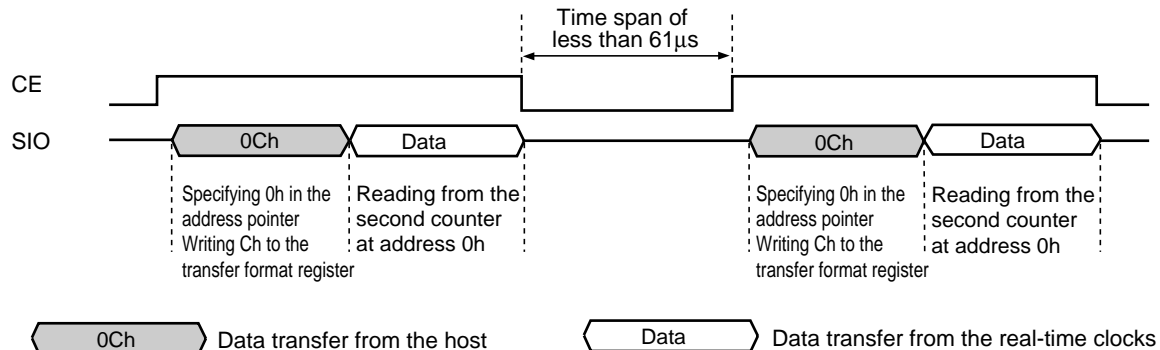 Time span of
less than 61μs
CE
SIO
0Ch
Data
0Ch
Data
Specifying 0h in the
address pointer
Writing Ch to the
transfer format register
Reading from the
second counter
at address 0h
Specifying 0h in the
address pointer
Writing Ch to the
transfer format register
Reading from the
second counter
at address 0h
0Ch Data transfer from the host
Data Data transfer from the real-time clocks